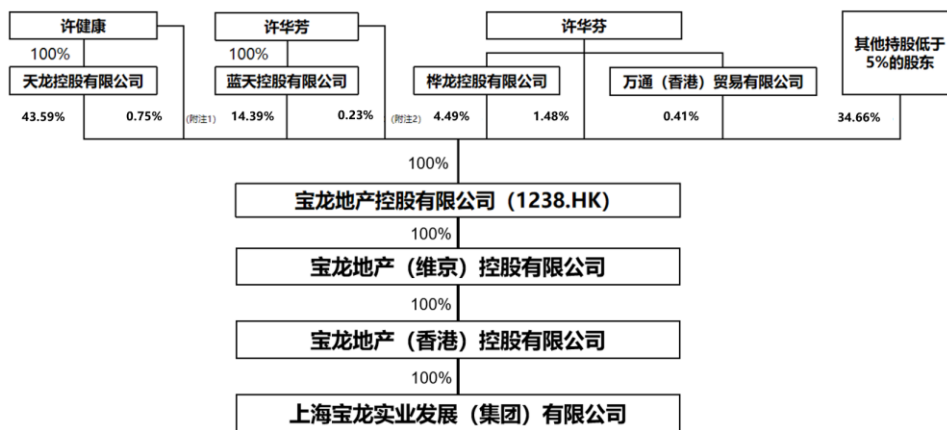 许健康
许华芳
许华芬
其他持股低于
5%的股东
100%
100%
天龙控股有限公司
蓝天控股有限公司
桦龙控股有限公司
万通（香港）贸易有限公司
43.59%
0.75%
(附注1)
14.39%
0.23%
(附注2)
4.49%
1.48%
0.41%
34.66%
100%
宝龙地产控股有限公司（1238.HK）
100%
宝龙地产（维京）控股有限公司
100%
宝龙地产（香港）控股有限公司
100%
上海宝龙实业发展（集团）有限公司